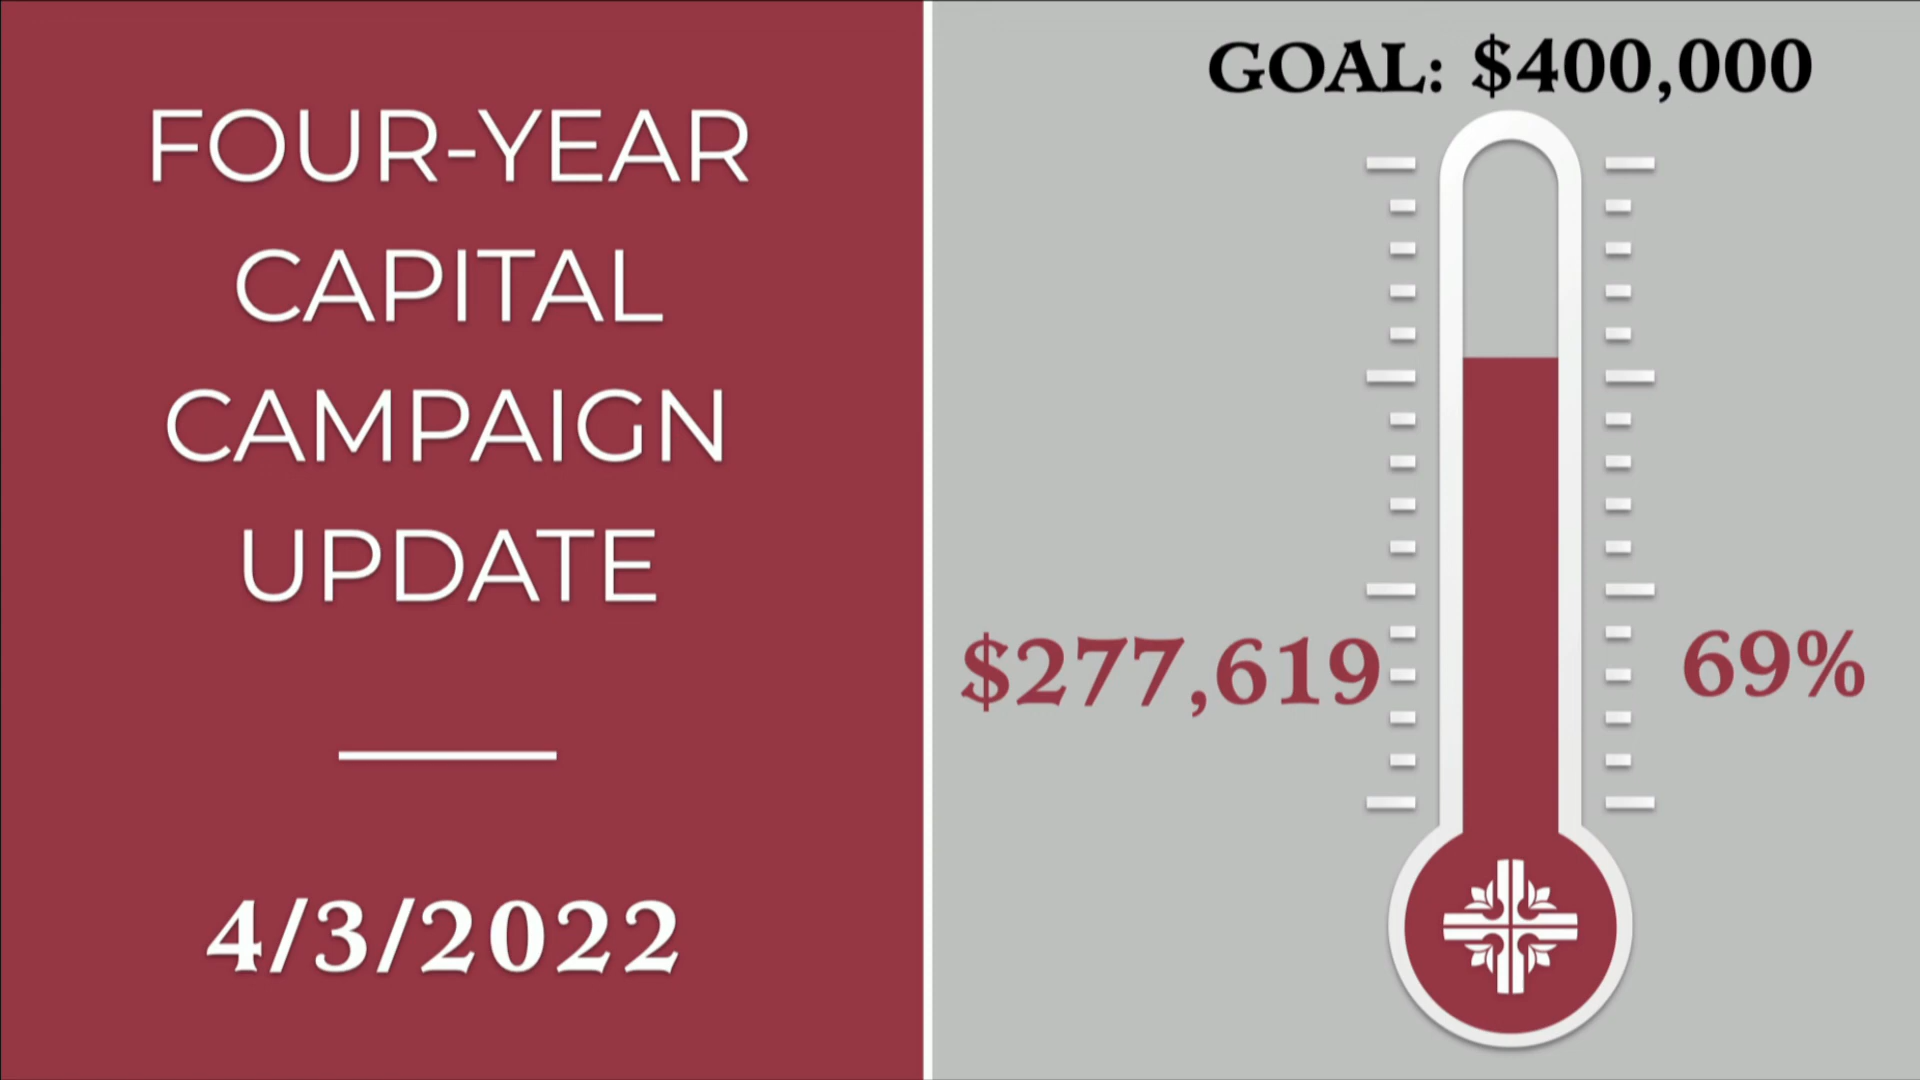 FOUR-YEAR
CAPITAL
CAMPAIGN
UPDATE
4/3/2022
GOAL: $400,000
$277,619
69%